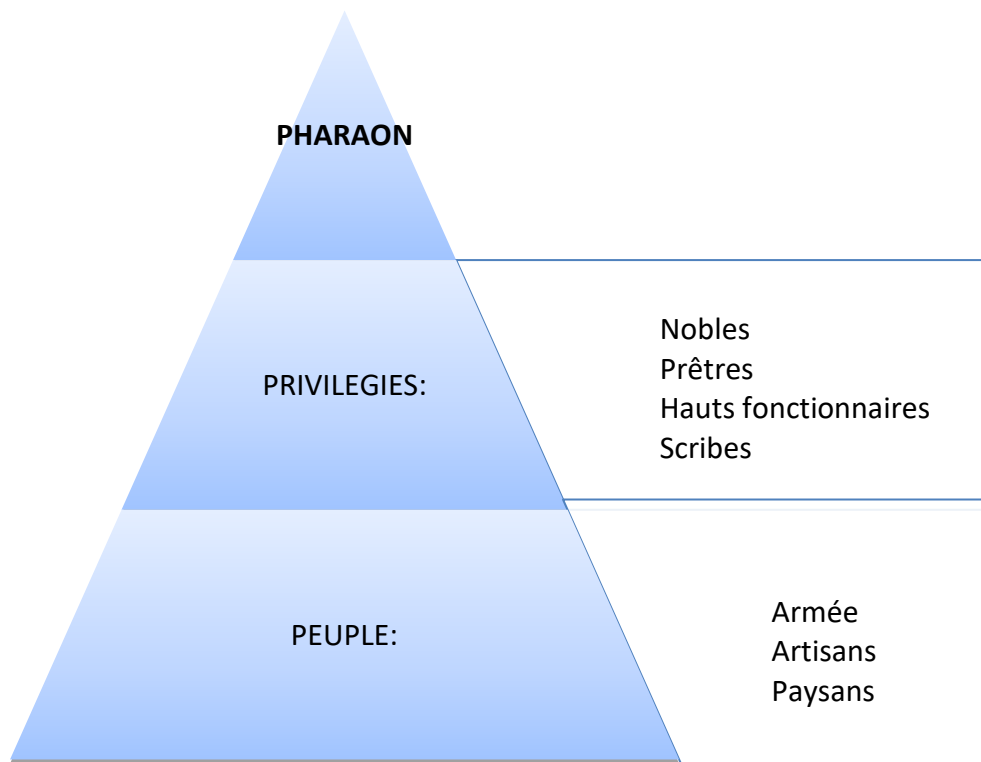 PHARAON
PRIVILEGIES:
Nobles
Prêtres
Hauts fonctionnaires
Scribes
PEUPLE:
Armée
Artisans
Paysans